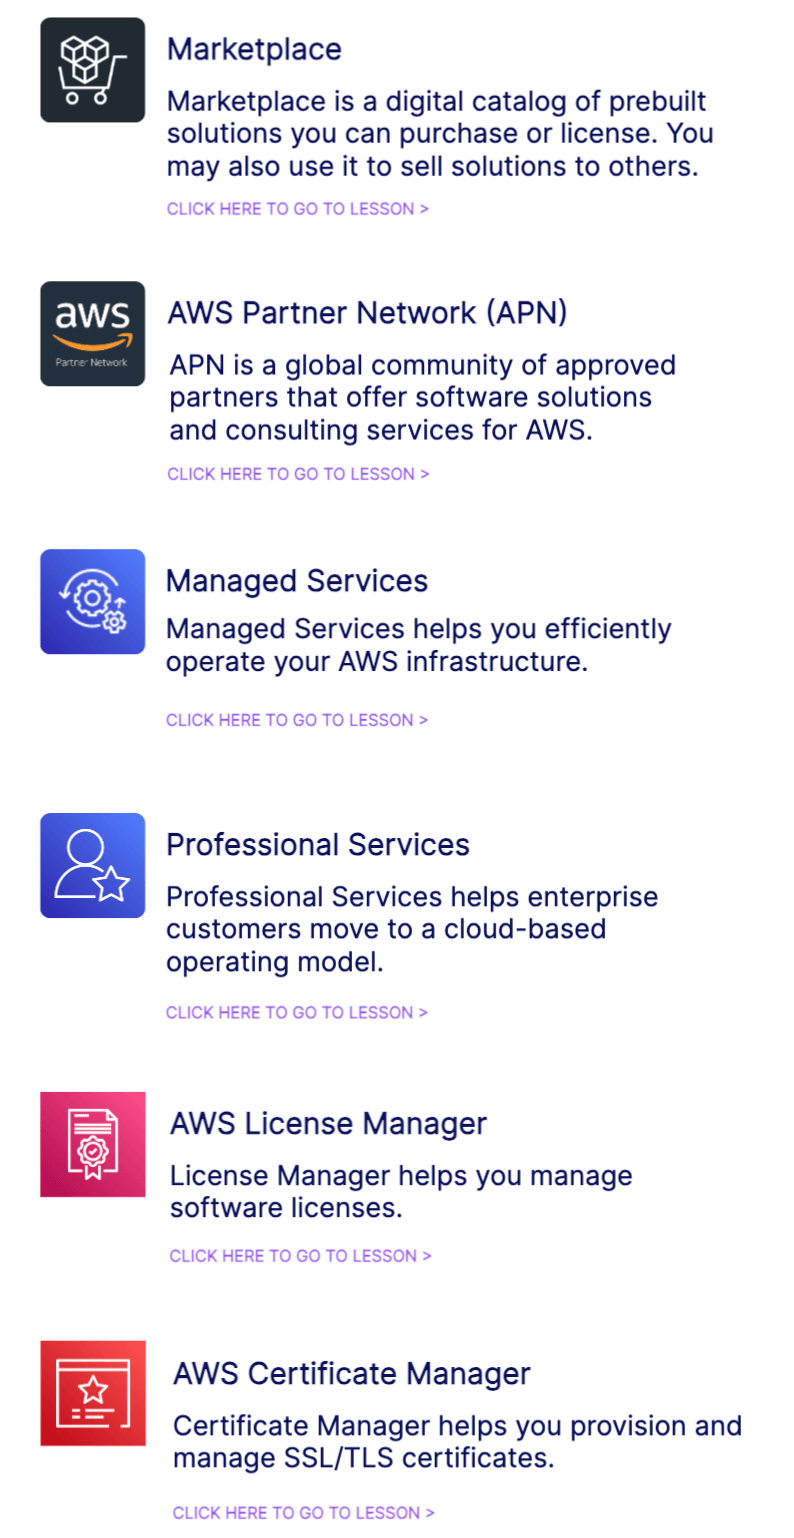 Marketplace
Marketplace is a digital catalog of prebuilt
solutions you can purchase or license. You
may also use it to sell solutions to others.
CLICK HERE TO GO TO LESSON >
aws
Partner Network
AWS Partner Network (APN)
APN is a global community of approved
partners that offer software solutions
and consulting services for AWS.
CLICK HERE TO GO TO LESSON >
Managed Services
Managed Services helps you efficiently
operate your AWS infrastructure.
CLICK HERE TO GO TO LESSON >
Professional Services
Professional Services helps enterprise
customers move to a cloud-based
operating model.
CLICK HERE TO GO TO LESSON >
AWS License Manager
License Manager helps you manage
software licenses.
CLICK HERE TO GO TO LESSON >
AWS Certificate Manager
Certificate Manager helps you provision and
manage SSL/TLS certificates.
CLICK HERE TO GO TO LESSON >